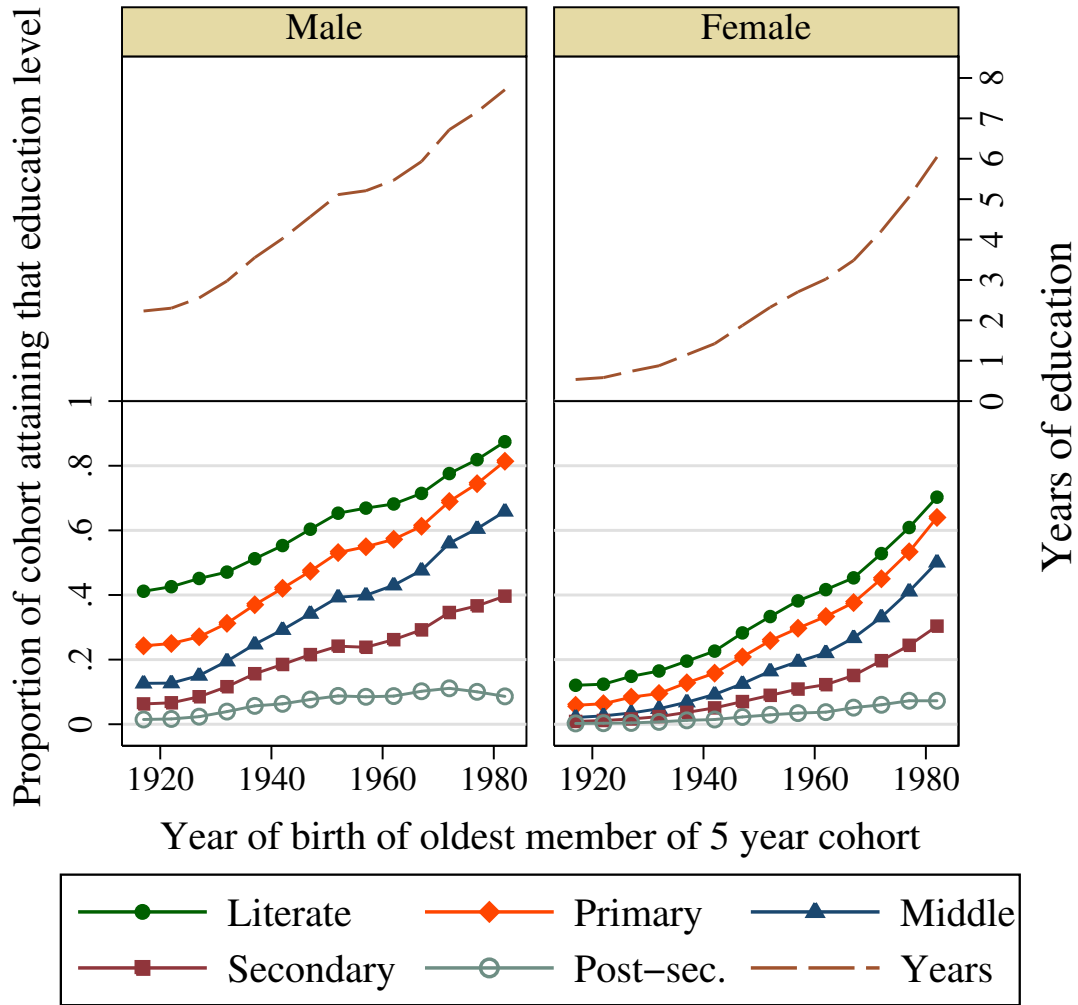 Male
Female
Proportion of cohort attaining that education level
0 .2 .4 .6 .8 1
0 1 2 3 4 5 6 7 8
Years of education
1920 1940 1960 1980
1920 1940 1960 1980
Year of birth of oldest member of 5 year cohort
Literate Primary Middle
Secondary Post−sec. Years